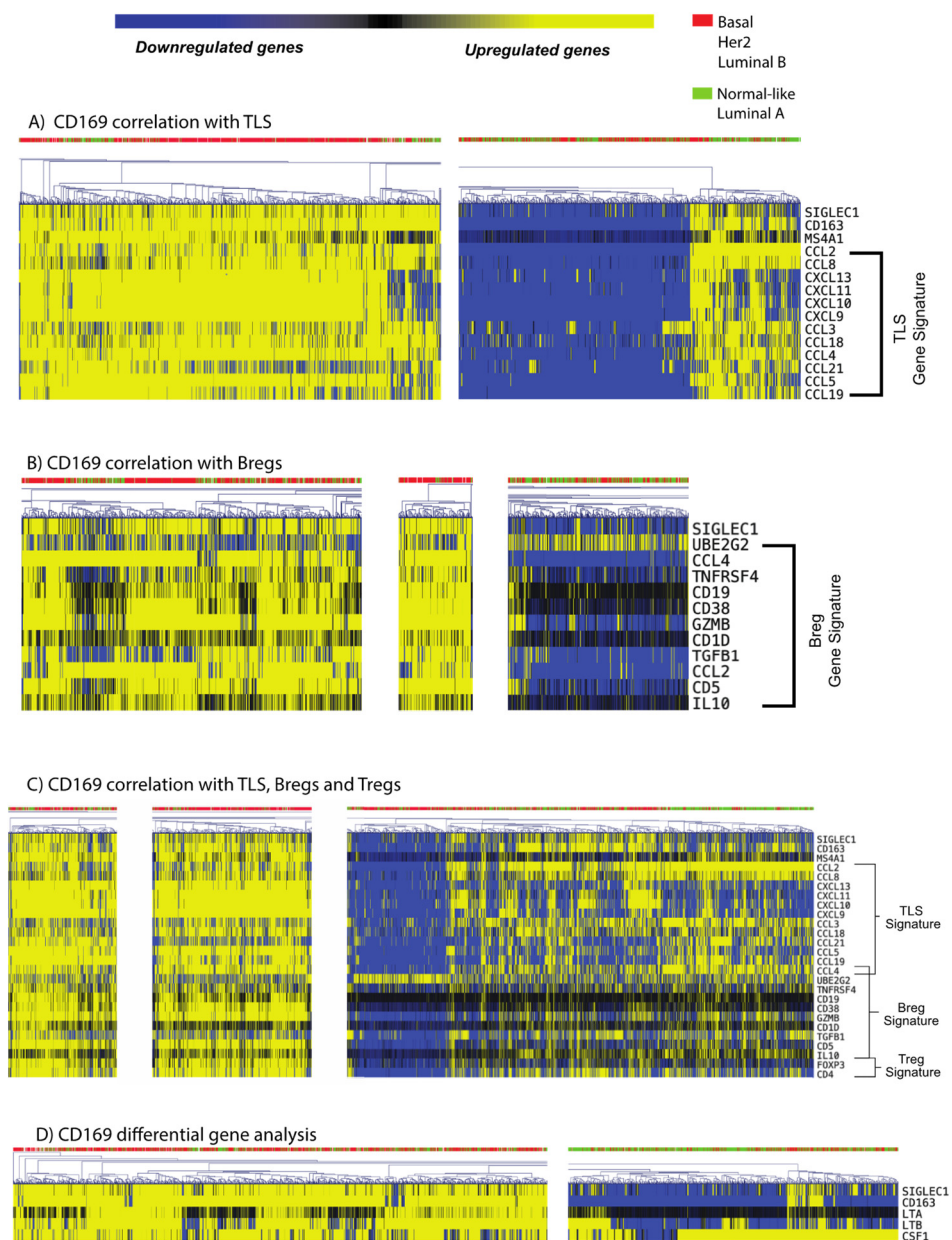 Downregulated genes
Upregulated genes
Basal
Her2
Luminal B
Normal-like
Luminal A
A) CD169 correlation with TLS
SIGLEC1
CD163
MS4A1
CCL2
CCL8
CXCL13
CXCL11
CXCL10
CXCL9
CCL3
CCL18
CCL4
CCL21
CCL5
CCL19
TLS
Gene Signature
B) CD169 correlation with Bregs
SIGLEC1
UBE2G2
CCL4
TNFRSF4
CD19
CD38
GZMB
CD1D
TGFB1
CCL2
CD5
IL10
Breg
Gene Signature
C) CD169 correlation with TLS, Bregs and Tregs
SIGLEC1
CD163
MS4A1
CCL2
CCL8
CXCL13
CXCL11
CXCL10
CXCL9
CCL3
CCL18
CCL21
CCL5
CCL19
CCL4
UBE2G2
TNFRSF4
CD19
CD38
GZMB
CD1D
TGFB1
CD5
IL10
FOXP3
CD4
TLS
Signature
Breg
Signature
Treg
Signature
D) CD169 differential gene analysis
SIGLEC1
CD163
LTA
LTB
CSF1